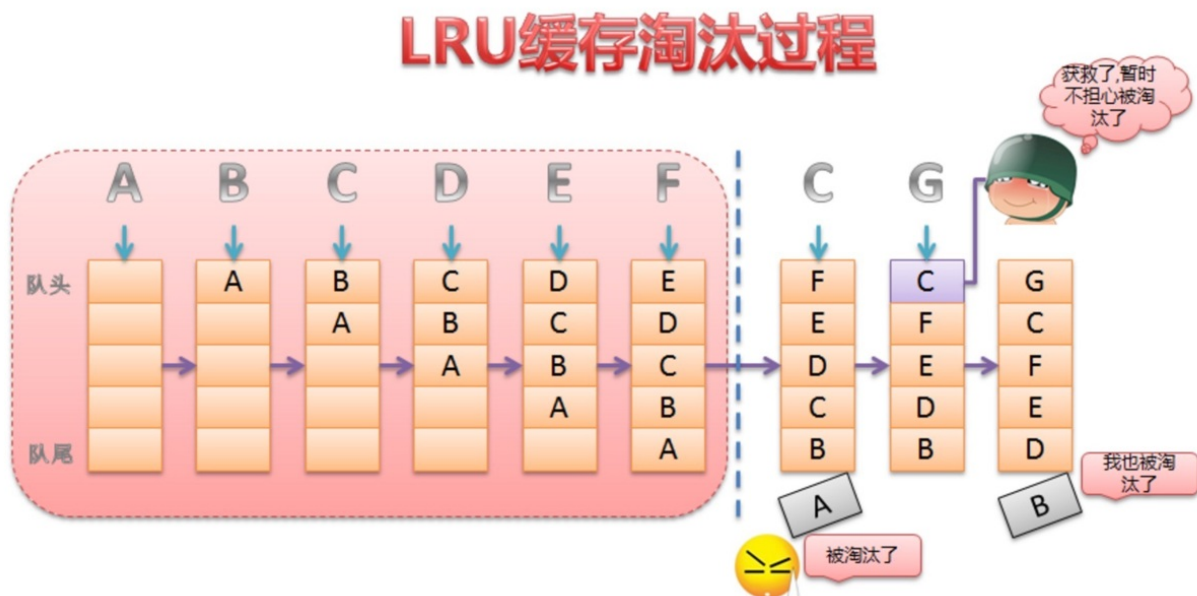 LRU缓存淘汰过程
获救了,暂时
不担心被淘
汰了
A B C D E F C G
队头 A B C D E F C G
A B C D E F C
A B C D E F
A B C D E
队尾 A B B D
A B
我也被淘
汰了
被淘汰了